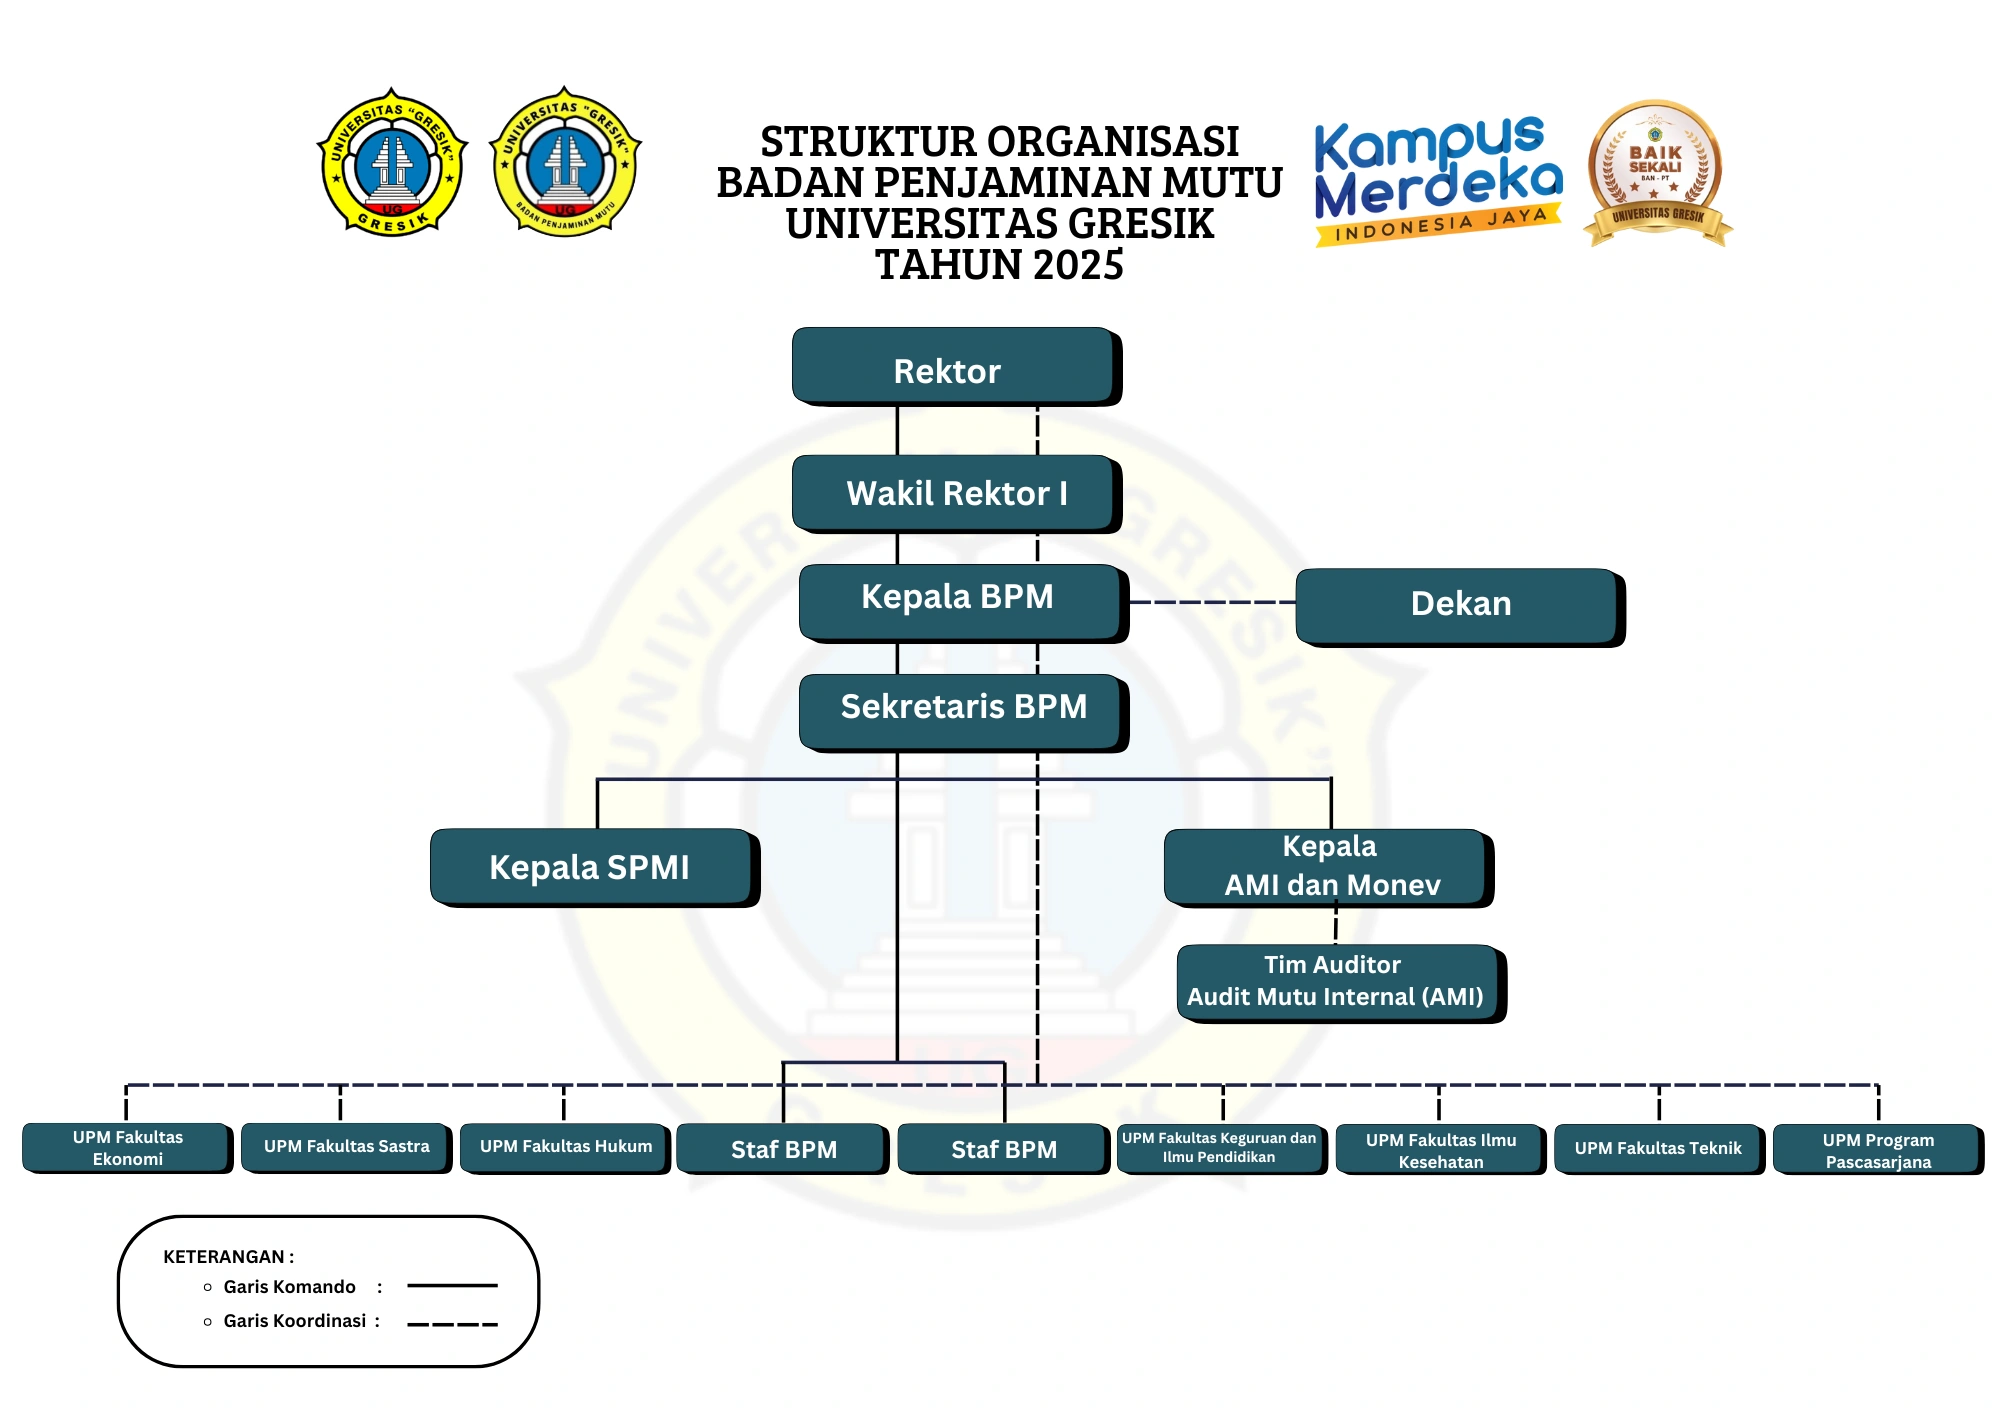 UNIVERSITAS "GRESIK"
UG
GRESIK
UNIVERSITAS "GRESIK"
UG
BADAN PENJAMINAN MUTU
STRUKTUR ORGANISASI
BADAN PENJAMINAN MUTU
UNIVERSITAS GRESIK
TAHUN 2025
Kampus
Merdeka
INDONESIA JAYA
BAIK
SEKALI
BAN - PT
UNIVERSITAS GRESIK
Rektor
Wakil Rektor I
Kepala BPM
Dekan
Sekretaris BPM
Kepala SPMI
Kepala
AMI dan Monev
Tim Auditor
Audit Mutu Internal (AMI)
UPM Fakultas
Ekonomi
UPM Fakultas Sastra
UPM Fakultas Hukum
Staf BPM
Staf BPM
UPM Fakultas Keguruan dan
Ilmu Pendidikan
UPM Fakultas Ilmu
Kesehatan
UPM Fakultas Teknik
UPM Program
Pascasarjana
KETERANGAN :
Garis Komando :
Garis Koordinasi :